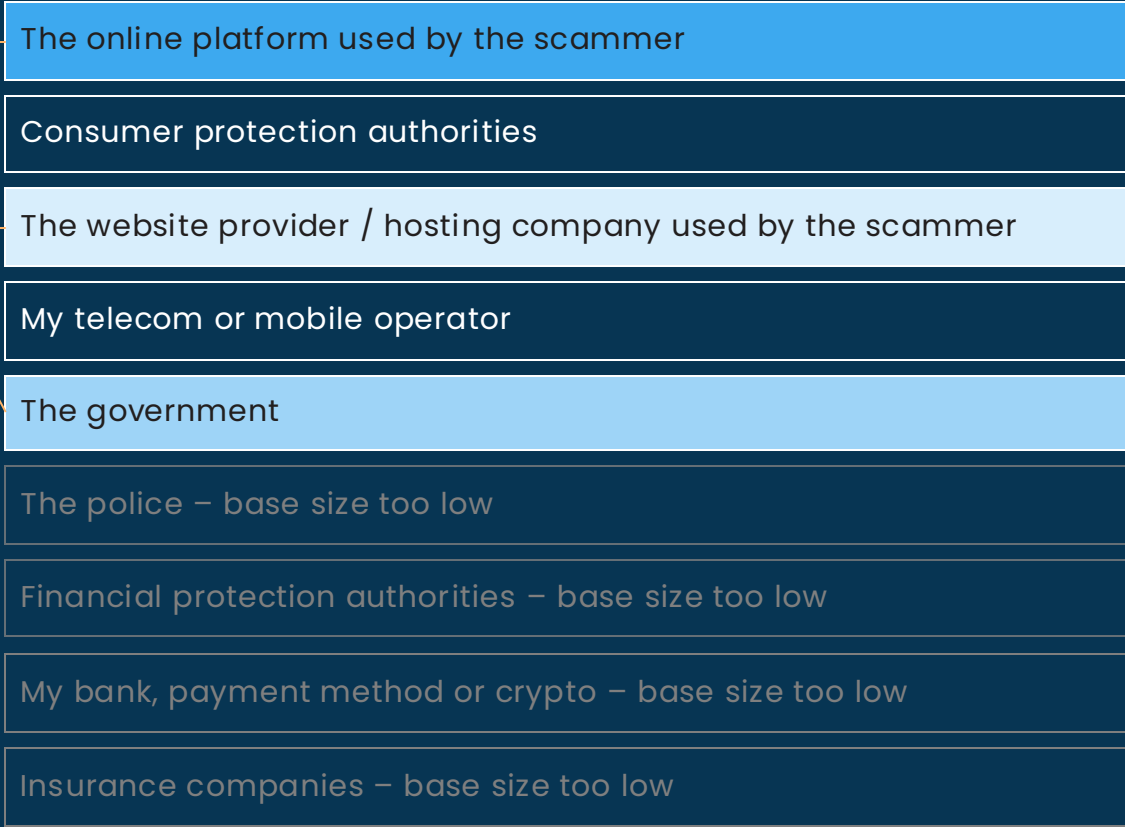 The online platform used by the scammer
Consumer protection authorities
The website provider / hosting company used by the scammer
My telecom or mobile operator
The government
The police – base size too low
Financial protection authorities – base size too low
My bank, payment method or crypto – base size too low
Insurance companies – base size too low